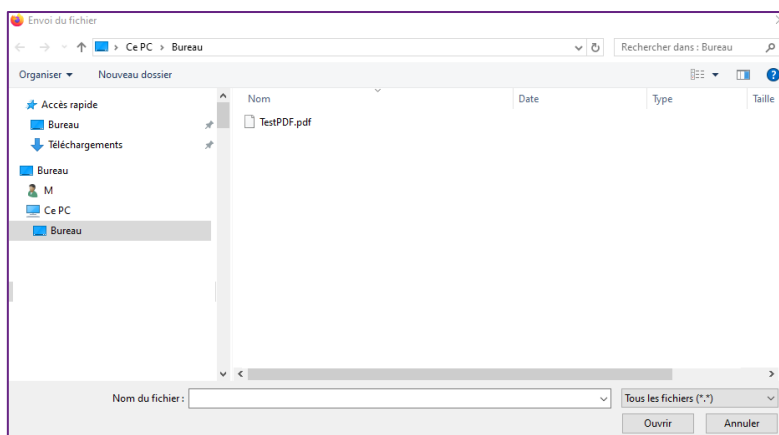 Envoi du fichier
Ce PC > Bureau
Rechercher dans : Bureau
Organiser
Nouveau dossier
Accès rapide
Bureau
Téléchargements
Bureau
M
Ce PC
Bureau
Nom Date Type Taille
TestPDF.pdf
Nom du fichier :
Tous les fichiers (*.*)
Ouvrir Annuler